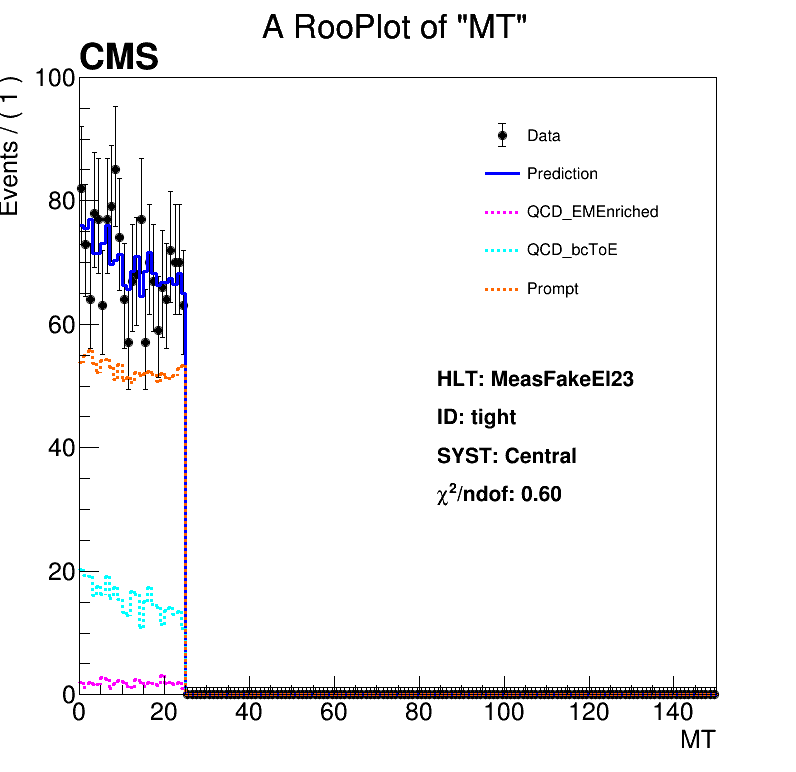 A RooPlot of "MT"
CMS
Events / ( 1 )
100
80
60
40
20
0
Data
Prediction
QCD_EMEnriched
QCD_bcToE
Prompt
HLT: MeasFakeEl23
ID: tight
SYST: Central
χ²/ndof: 0.60
0 20 40 60 80 100 120 140
MT